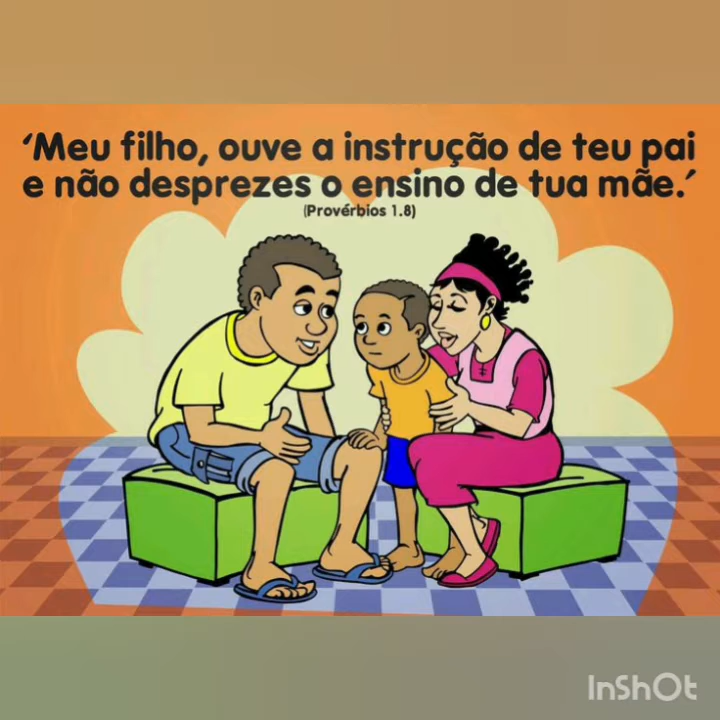 ‘Meu filho, ouve a instrução de teu pai
e não desprezes o ensino de tua mãe.’
(Provérbios 1.8)
InShOt